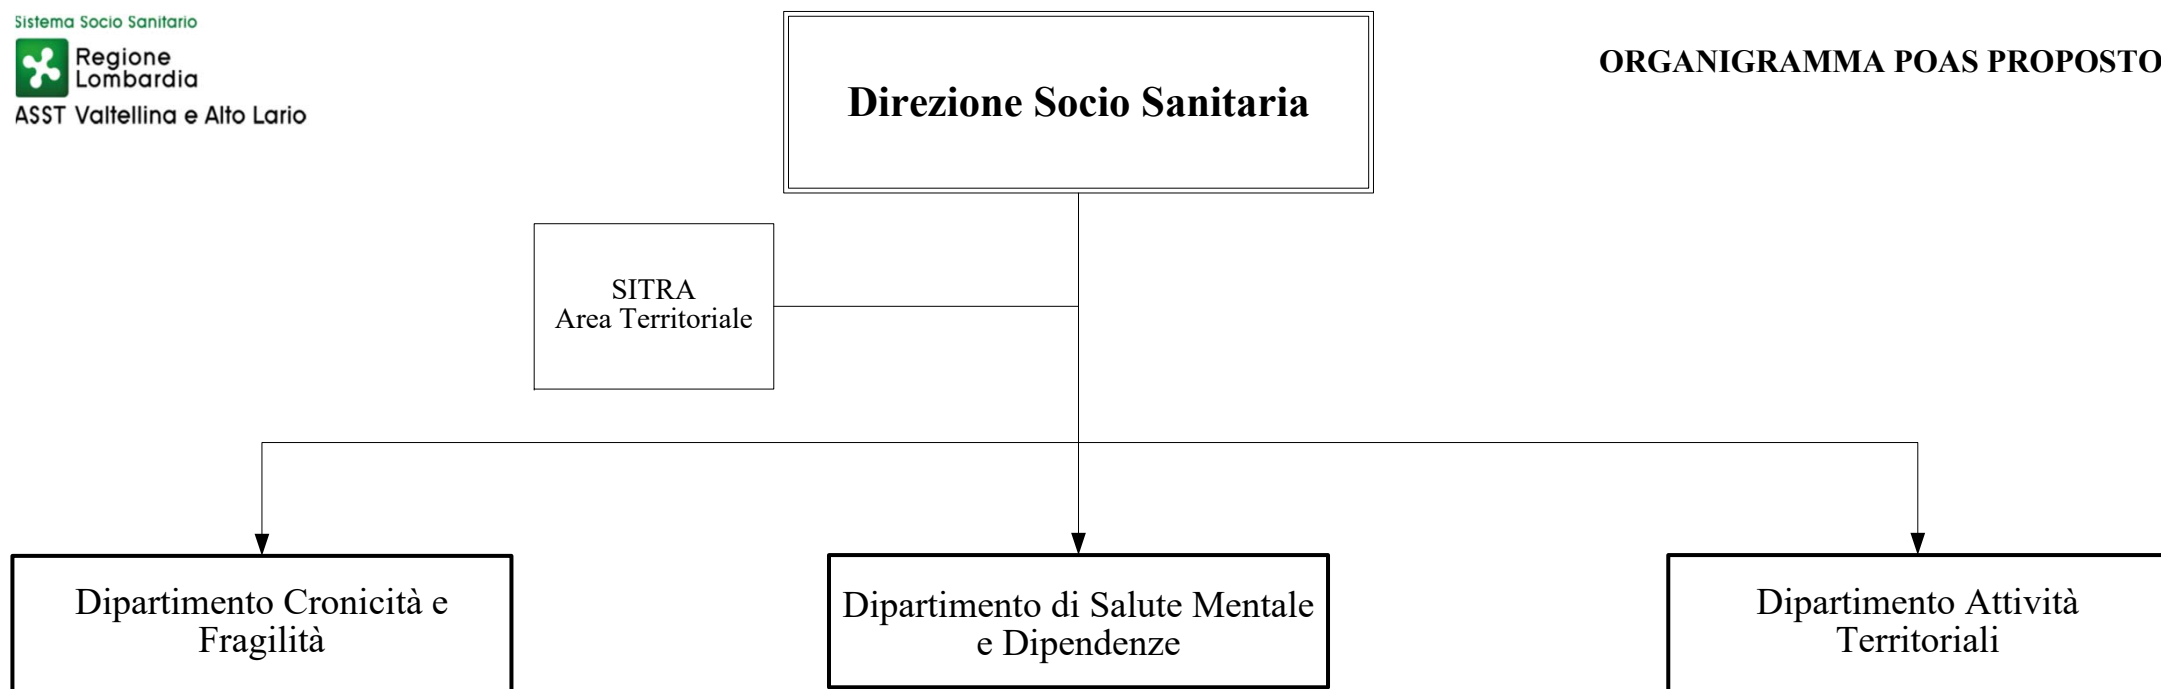 Sistema Socio Sanitario
Regione
Lombardia
ASST Valtellina e Alto Lario
ORGANIGRAMMA POAS PROPOSTO
Direzione Socio Sanitaria
SITRA
Area Territoriale
Dipartimento Cronicità e
Fragilità
Dipartimento di Salute Mentale
e Dipendenze
Dipartimento Attività
Territoriali